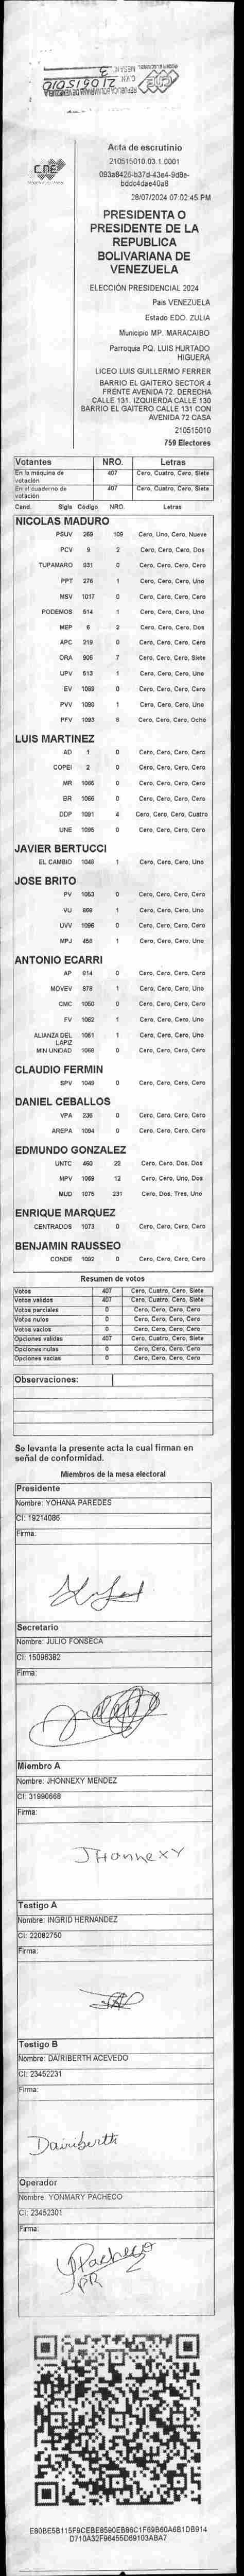 CNE
Acta de escrutinio
210515010.03.1.0001
093a8426-b37d-43e4-9d8e-
bddc4dae40a8
28/07/2024 07:02:45 PM
PRESIDENTA O
PRESIDENTE DE LA
REPUBLICA
BOLIVARIANA DE
VENEZUELA
ELECCIÓN PRESIDENCIAL 2024
Pais VENEZUELA
Estado EDO. ZULIA
Municipio MP. MARACAIBO
Parroquia PQ. LUIS HURTADO
HIGUERA
LICEO LUIS GUILLERMO FERRER
BARRIO EL GAITERO SECTOR 4
FRENTE AVENIDA 72. DERECHA
CALLE 131. IZQUIERDA CALLE 130
BARRIO EL GAITERO CALLE 131 CON
AVENIDA 72 CASA
210515010
759 Electores
Votantes NRO. Letras
En la máquina de votación 407 Cero, Cuatro, Cero, Siete
En el cuaderno de votación 407 Cero, Cuatro, Cero, Siete
Cand. Sigla Código NRO. Letras
NICOLAS MADURO
PSUV 269 109 Cero, Uno, Cero, Nueve
PCV 9 2 Cero, Cero, Cero, Dos
TUPAMARO 931 0 Cero, Cero, Cero, Cero
PPT 276 1 Cero, Cero, Cero, Uno
MSV 1017 0 Cero, Cero, Cero, Cero
PODEMOS 514 1 Cero, Cero, Cero, Uno
MEP 6 2 Cero, Cero, Cero, Dos
APC 219 0 Cero, Cero, Cero, Cero
ORA 906 7 Cero, Cero, Cero, Siete
UPV 513 1 Cero, Cero, Cero, Uno
EV 1089 0 Cero, Cero, Cero, Cero
PVV 1090 1 Cero, Cero, Cero, Uno
PFV 1093 8 Cero, Cero, Cero, Ocho
LUIS MARTINEZ
AD 1 0 Cero, Cero, Cero, Cero
COPEI 2 0 Cero, Cero, Cero, Cero
MR 1065 0 Cero, Cero, Cero, Cero
BR 1066 0 Cero, Cero, Cero, Cero
DDP 1091 4 Cero, Cero, Cero, Cuatro
UNE 1095 0 Cero, Cero, Cero, Cero
JAVIER BERTUCCI
EL CAMBIO 1048 1 Cero, Cero, Cero, Uno
JOSE BRITO
PV 1053 0 Cero, Cero, Cero, Cero
VU 868 1 Cero, Cero, Cero, Uno
UVV 1096 0 Cero, Cero, Cero, Cero
MPJ 458 1 Cero, Cero, Cero, Uno
ANTONIO ECARRI
AP 614 0 Cero, Cero, Cero, Cero
MOVEV 878 1 Cero, Cero, Cero, Uno
CMC 1050 0 Cero, Cero, Cero, Cero
FV 1062 1 Cero, Cero, Cero, Uno
ALIANZA DEL LAPIZ 1051 1 Cero, Cero, Cero, Uno
MIN UNIDAD 1068 0 Cero, Cero, Cero, Cero
CLAUDIO FERMIN
SPV 1049 0 Cero, Cero, Cero, Cero
DANIEL CEBALLOS
VPA 236 0 Cero, Cero, Cero, Cero
AREPA 1094 0 Cero, Cero, Cero, Cero
EDMUNDO GONZALEZ
UNTC 460 22 Cero, Cero, Dos, Dos
MPV 1069 12 Cero, Cero, Uno, Dos
MUD 1075 231 Cero, Dos, Tres, Uno
ENRIQUE MARQUEZ
CENTRADOS 1073 0 Cero, Cero, Cero, Cero
BENJAMIN RAUSSEO
CONDE 1092 0 Cero, Cero, Cero, Cero
Resumen de votos
Votos 407 Cero, Cuatro, Cero, Siete
Votos validos 407 Cero, Cuatro, Cero, Siete
Votos parciales 0 Cero, Cero, Cero, Cero
Votos nulos 0 Cero, Cero, Cero, Cero
Votos vacios 0 Cero, Cero, Cero, Cero
Opciones validas 407 Cero, Cuatro, Cero, Siete
Opciones nulas 0 Cero, Cero, Cero, Cero
Opciones vacias 0 Cero, Cero, Cero, Cero
Observaciones:
Se levanta la presente acta la cual firman en
señal de conformidad.
Miembros de la mesa electoral
Presidente
Nombre: YOHANA PAREDES
CI: 19214086
Firma:
Secretario
Nombre: JULIO FONSECA
CI: 15096382
Firma:
Miembro A
Nombre: JHONNEXY MENDEZ
CI: 31990668
Firma:
JHonnexy
Testigo A
Nombre: INGRID HERNANDEZ
CI: 22082750
Firma:
Testigo B
Nombre: DAIRIBERTH ACEVEDO
CI: 23452231
Firma:
Dairiberth
Operador
Nombre: YONMARY PACHECO
CI: 23452301
Firma:
YPacheco
E80BE5B115F9CEBE8590EB86C1F69B60A6B1DB914
D710A32F96455D69103ABA7